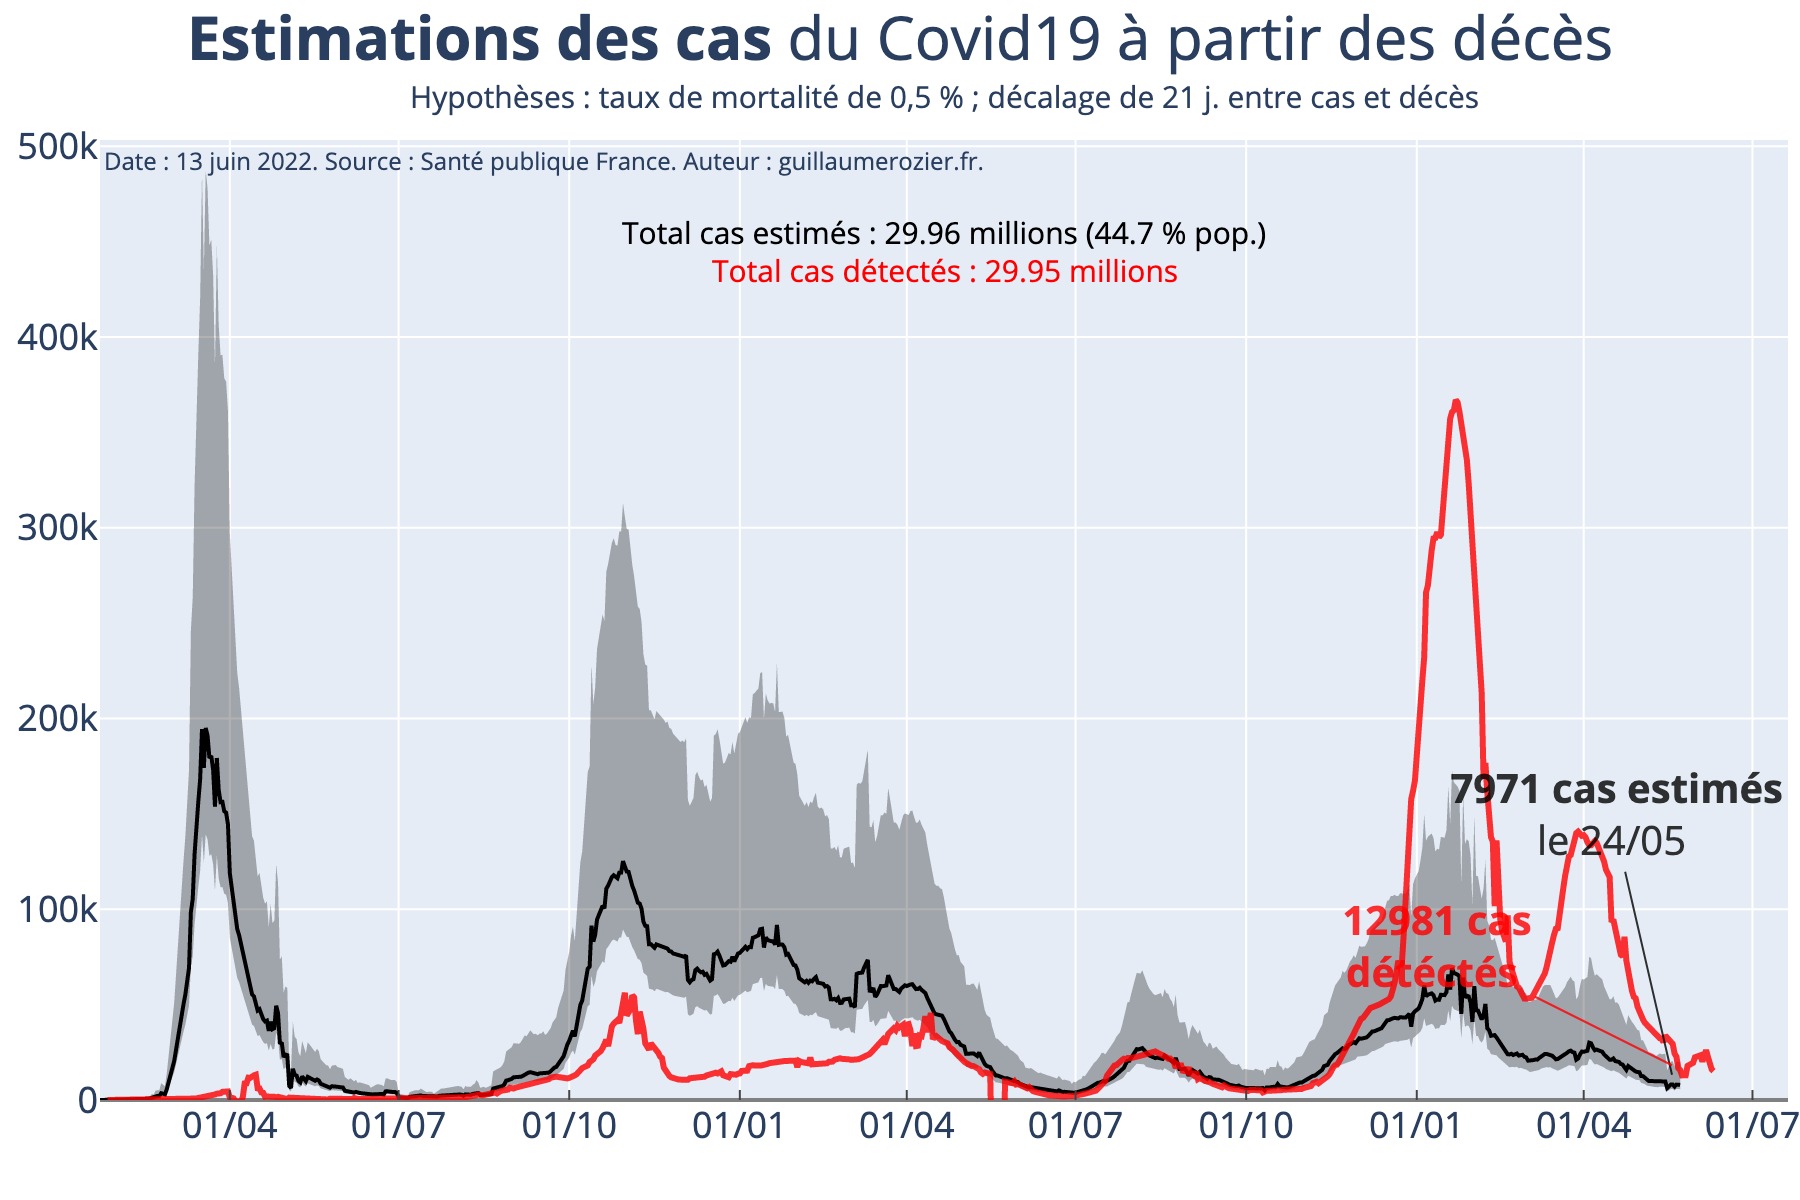 Estimations des cas du Covid19 à partir des décès
Hypothèses : taux de mortalité de 0,5 % ; décalage de 21 j. entre cas et décès
500k
Date : 13 juin 2022. Source : Santé publique France. Auteur : guillaumerozier.fr.
Total cas estimés : 29.96 millions (44.7 % pop.)
Total cas détectés : 29.95 millions
400k
300k
200k
7971 cas estimés
le 24/05
100k
12981 cas
détéctés
0
01/04 01/07 01/10 01/01 01/04 01/07 01/10 01/01 01/04 01/07